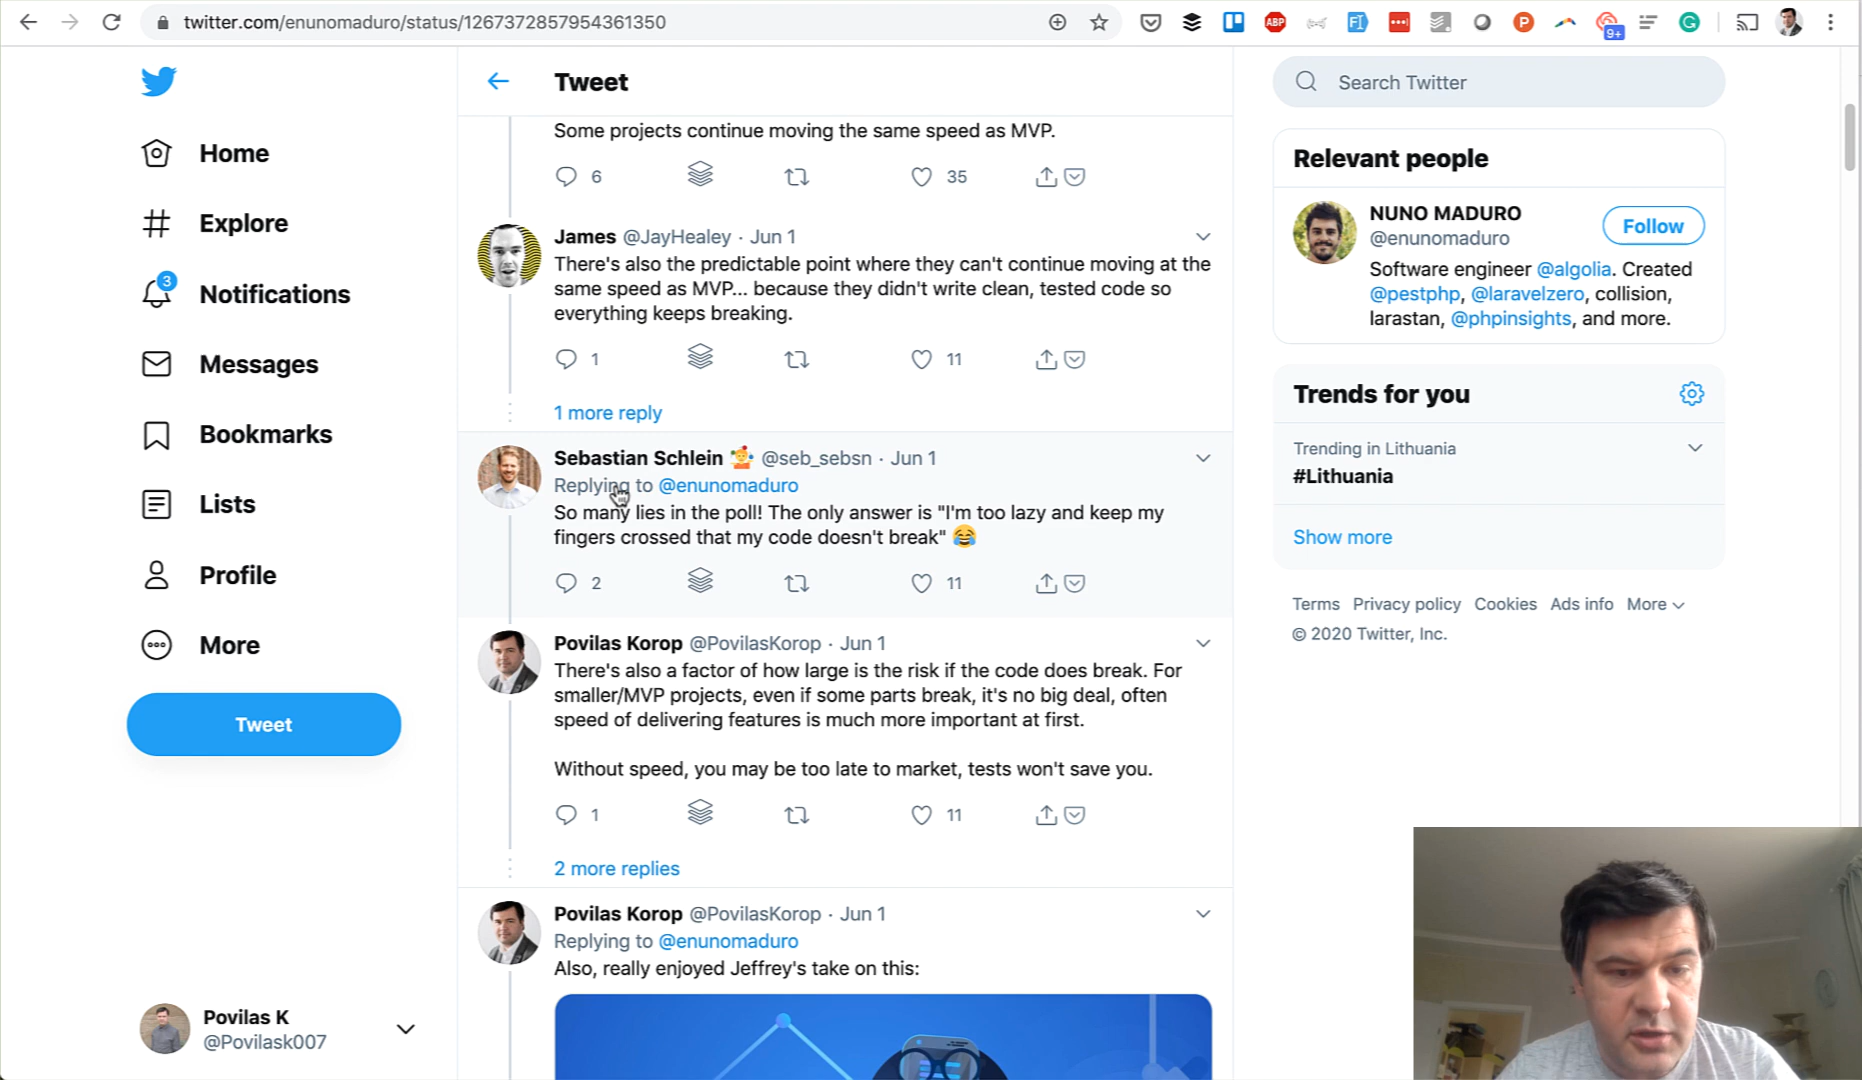 twitter.com/enunomaduro/status/1267372857954361350
ABP
FI
P
9+
G
Home
Explore
3
Notifications
Messages
Bookmarks
Lists
Profile
More
Tweet
Povilas K
@Povilask007
Tweet
Some projects continue moving the same speed as MVP.
6 35
James @JayHealey · Jun 1
There's also the predictable point where they can't continue moving at the
same speed as MVP... because they didn't write clean, tested code so
everything keeps breaking.
1 11
1 more reply
Sebastian Schlein @seb_sebsn · Jun 1
Replying to @enunomaduro
So many lies in the poll! The only answer is "I'm too lazy and keep my
fingers crossed that my code doesn't break" 😂
2 11
Povilas Korop @PovilasKorop · Jun 1
There's also a factor of how large is the risk if the code does break. For
smaller/MVP projects, even if some parts break, it's no big deal, often
speed of delivering features is much more important at first.
Without speed, you may be too late to market, tests won't save you.
1 11
2 more replies
Povilas Korop @PovilasKorop · Jun 1
Replying to @enunomaduro
Also, really enjoyed Jeffrey's take on this:
Search Twitter
Relevant people
NUNO MADURO
@enunomaduro
Follow
Software engineer @algolia. Created
@pestphp, @laravelzero, collision,
larastan, @phpinsights, and more.
Trends for you
Trending in Lithuania
#Lithuania
Show more
Terms Privacy policy Cookies Ads info More
© 2020 Twitter, Inc.